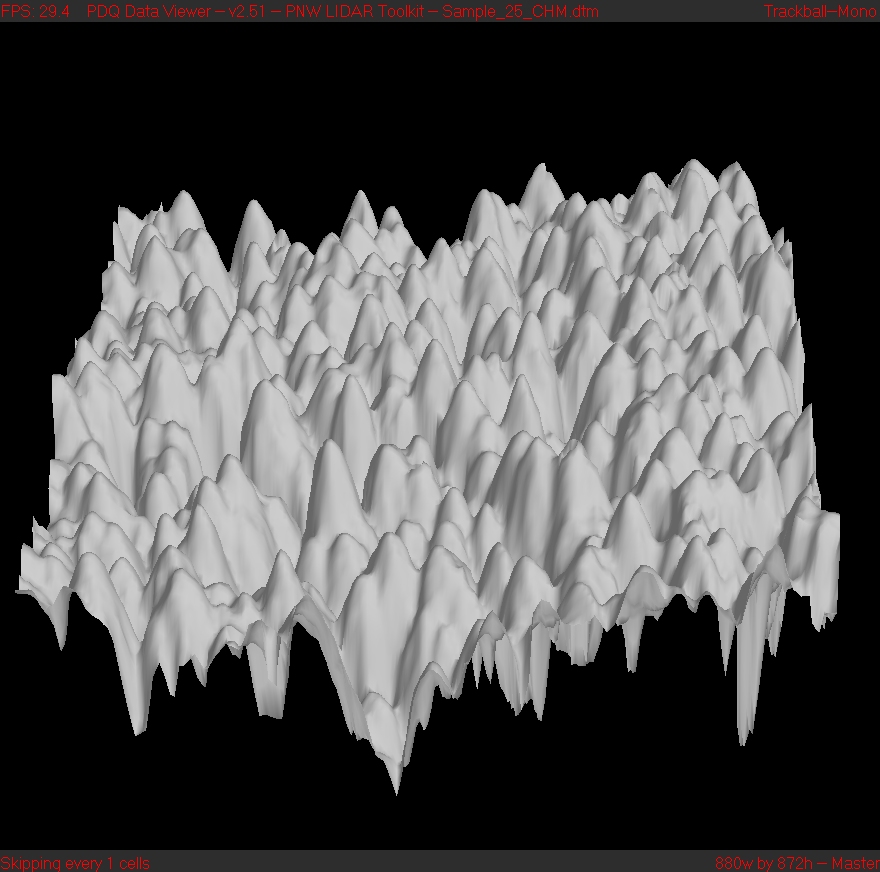 FPS: 29.4 PDQ Data Viewer - v2.51 - PNW LIDAR Toolkit - Sample_25_CHM.dtm
Trackball-Mono
Skipping every 1 cells
880w by 872h - Master